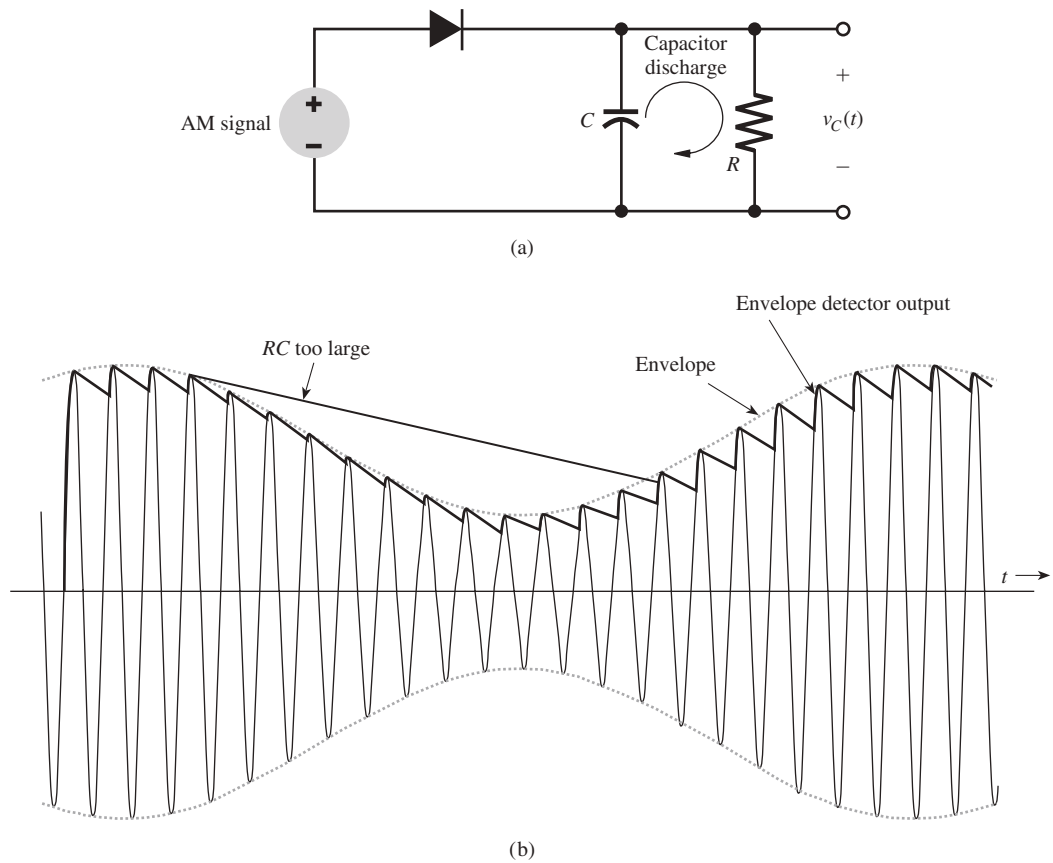 Capacitor
discharge
+
+
AM signal
C
v_C(t)
−
R
−
(a)
Envelope detector output
RC too large
Envelope
t
(b)